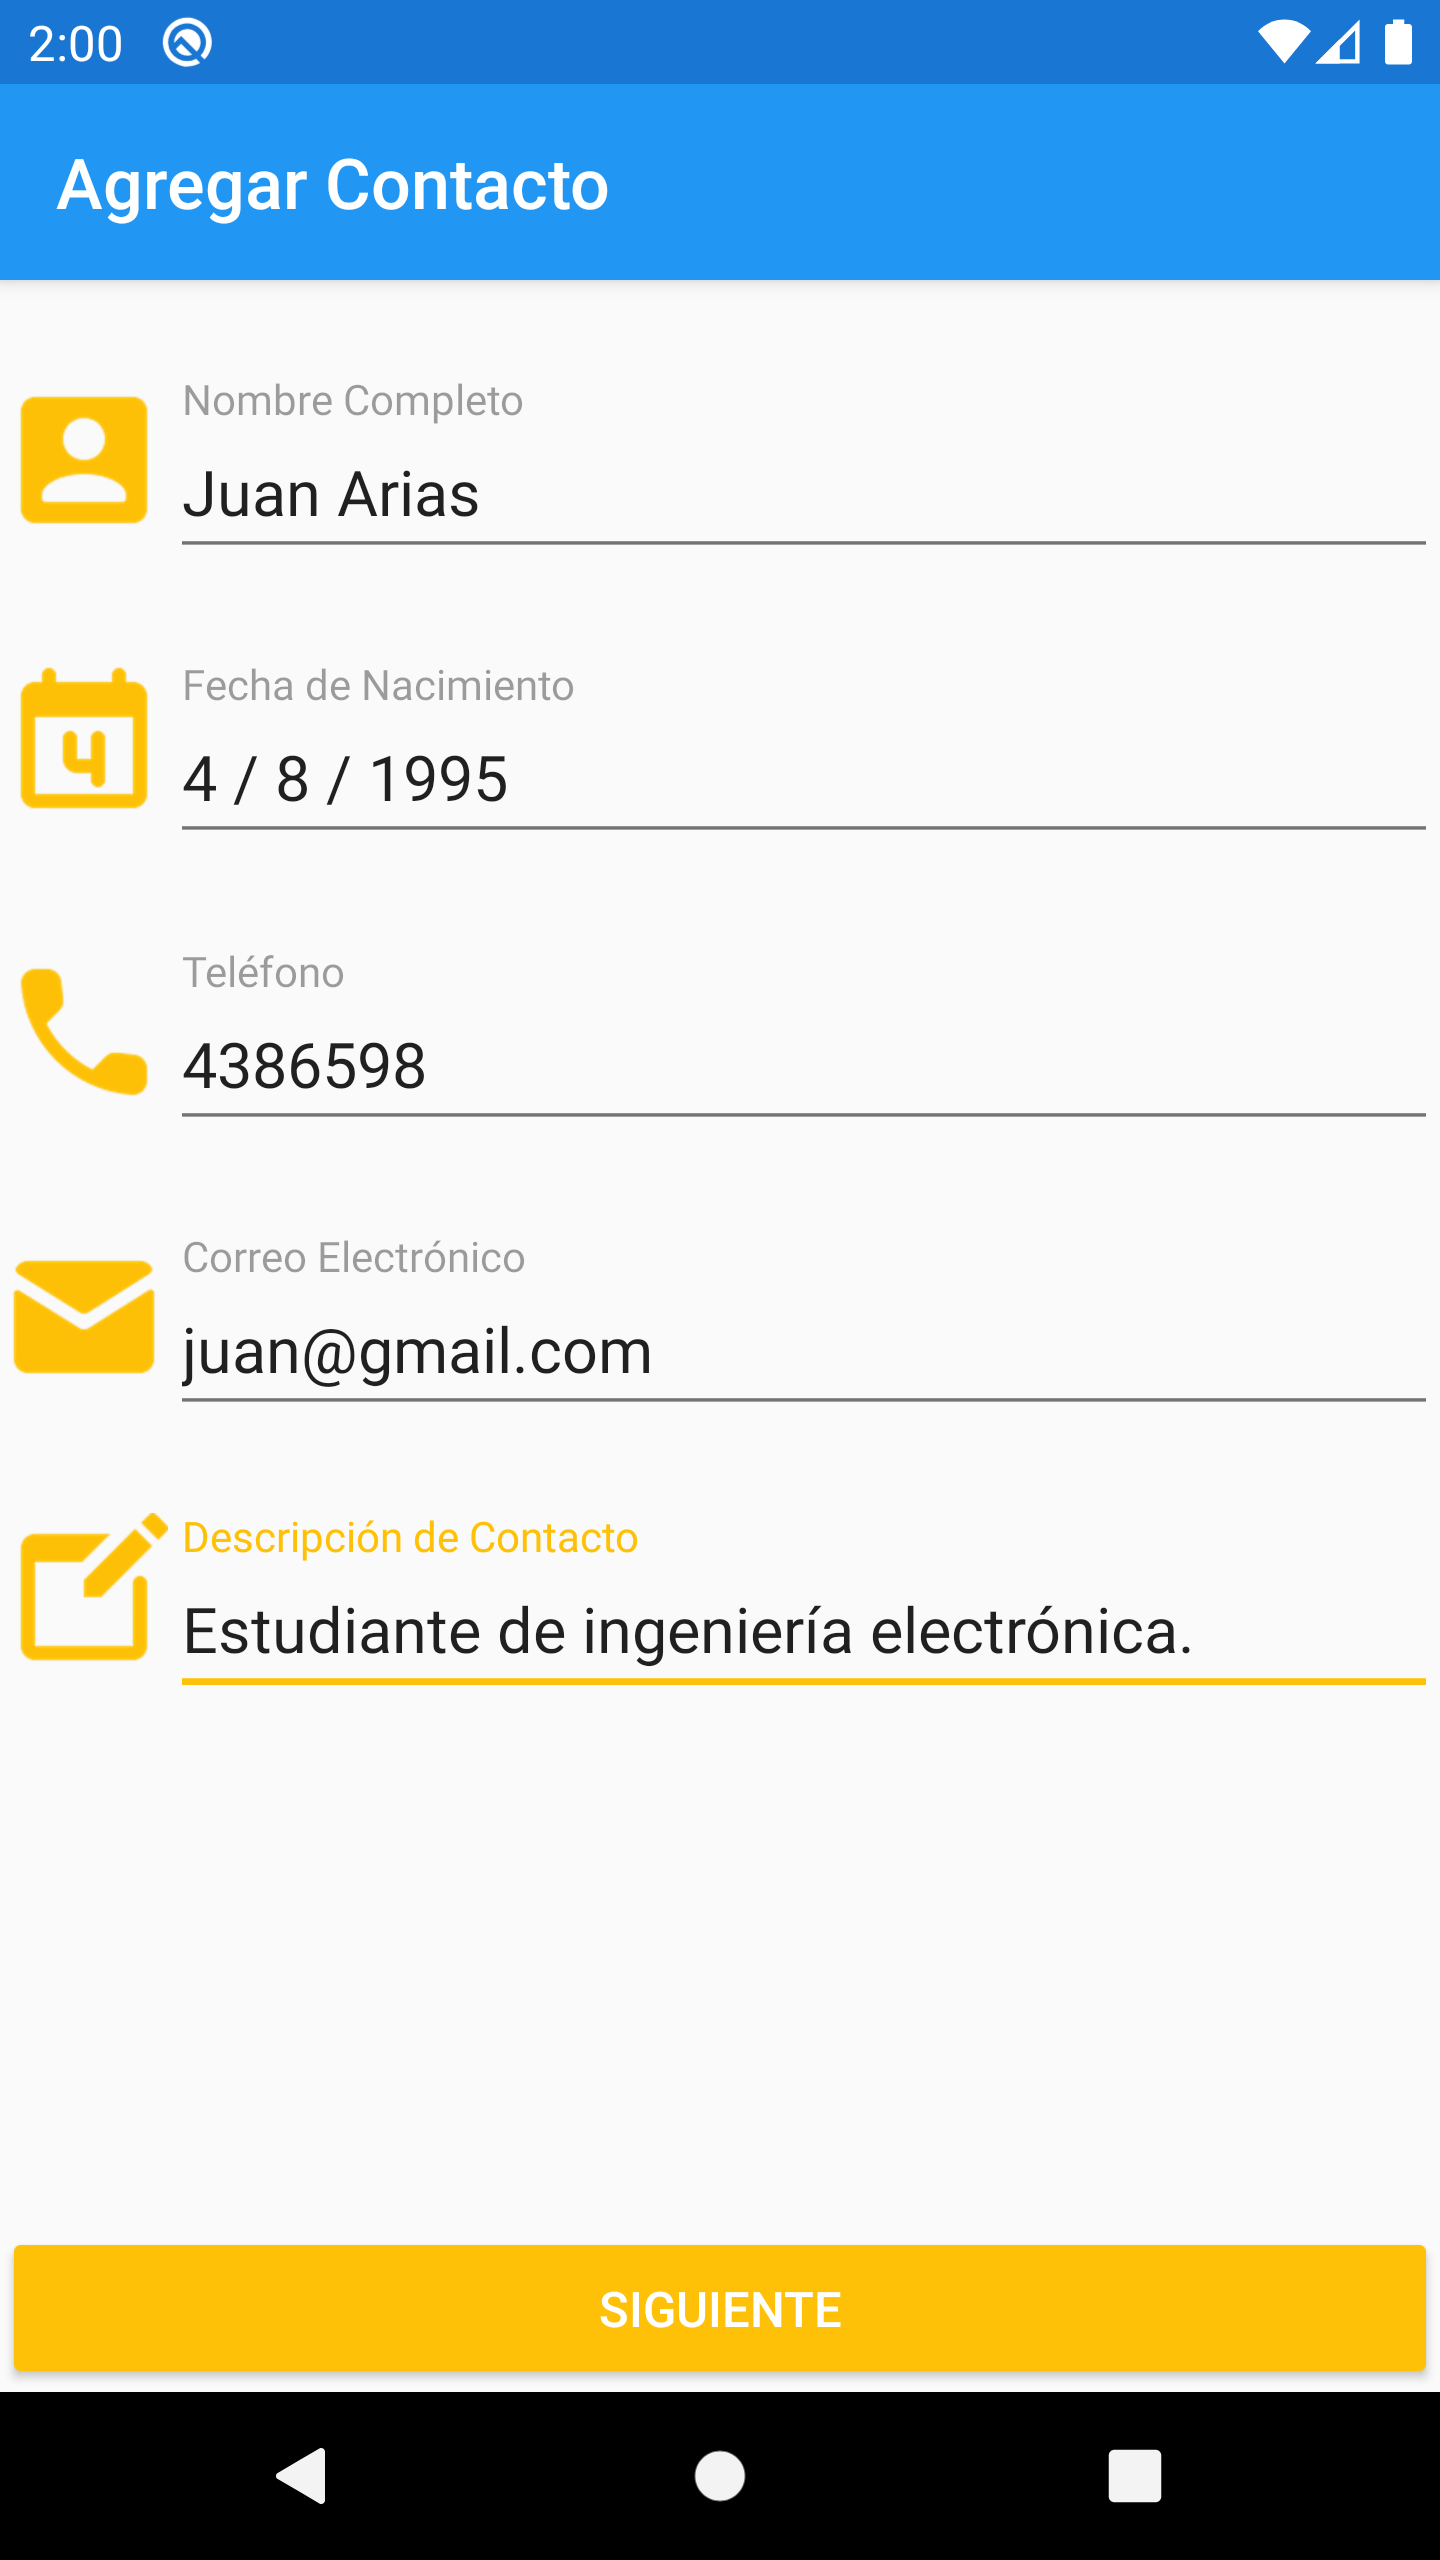 2:00
Agregar Contacto
Nombre Completo
Juan Arias
Fecha de Nacimiento
4
4 / 8 / 1995
Teléfono
4386598
Correo Electrónico
juan@gmail.com
Descripción de Contacto
Estudiante de ingeniería electrónica.
SIGUIENTE